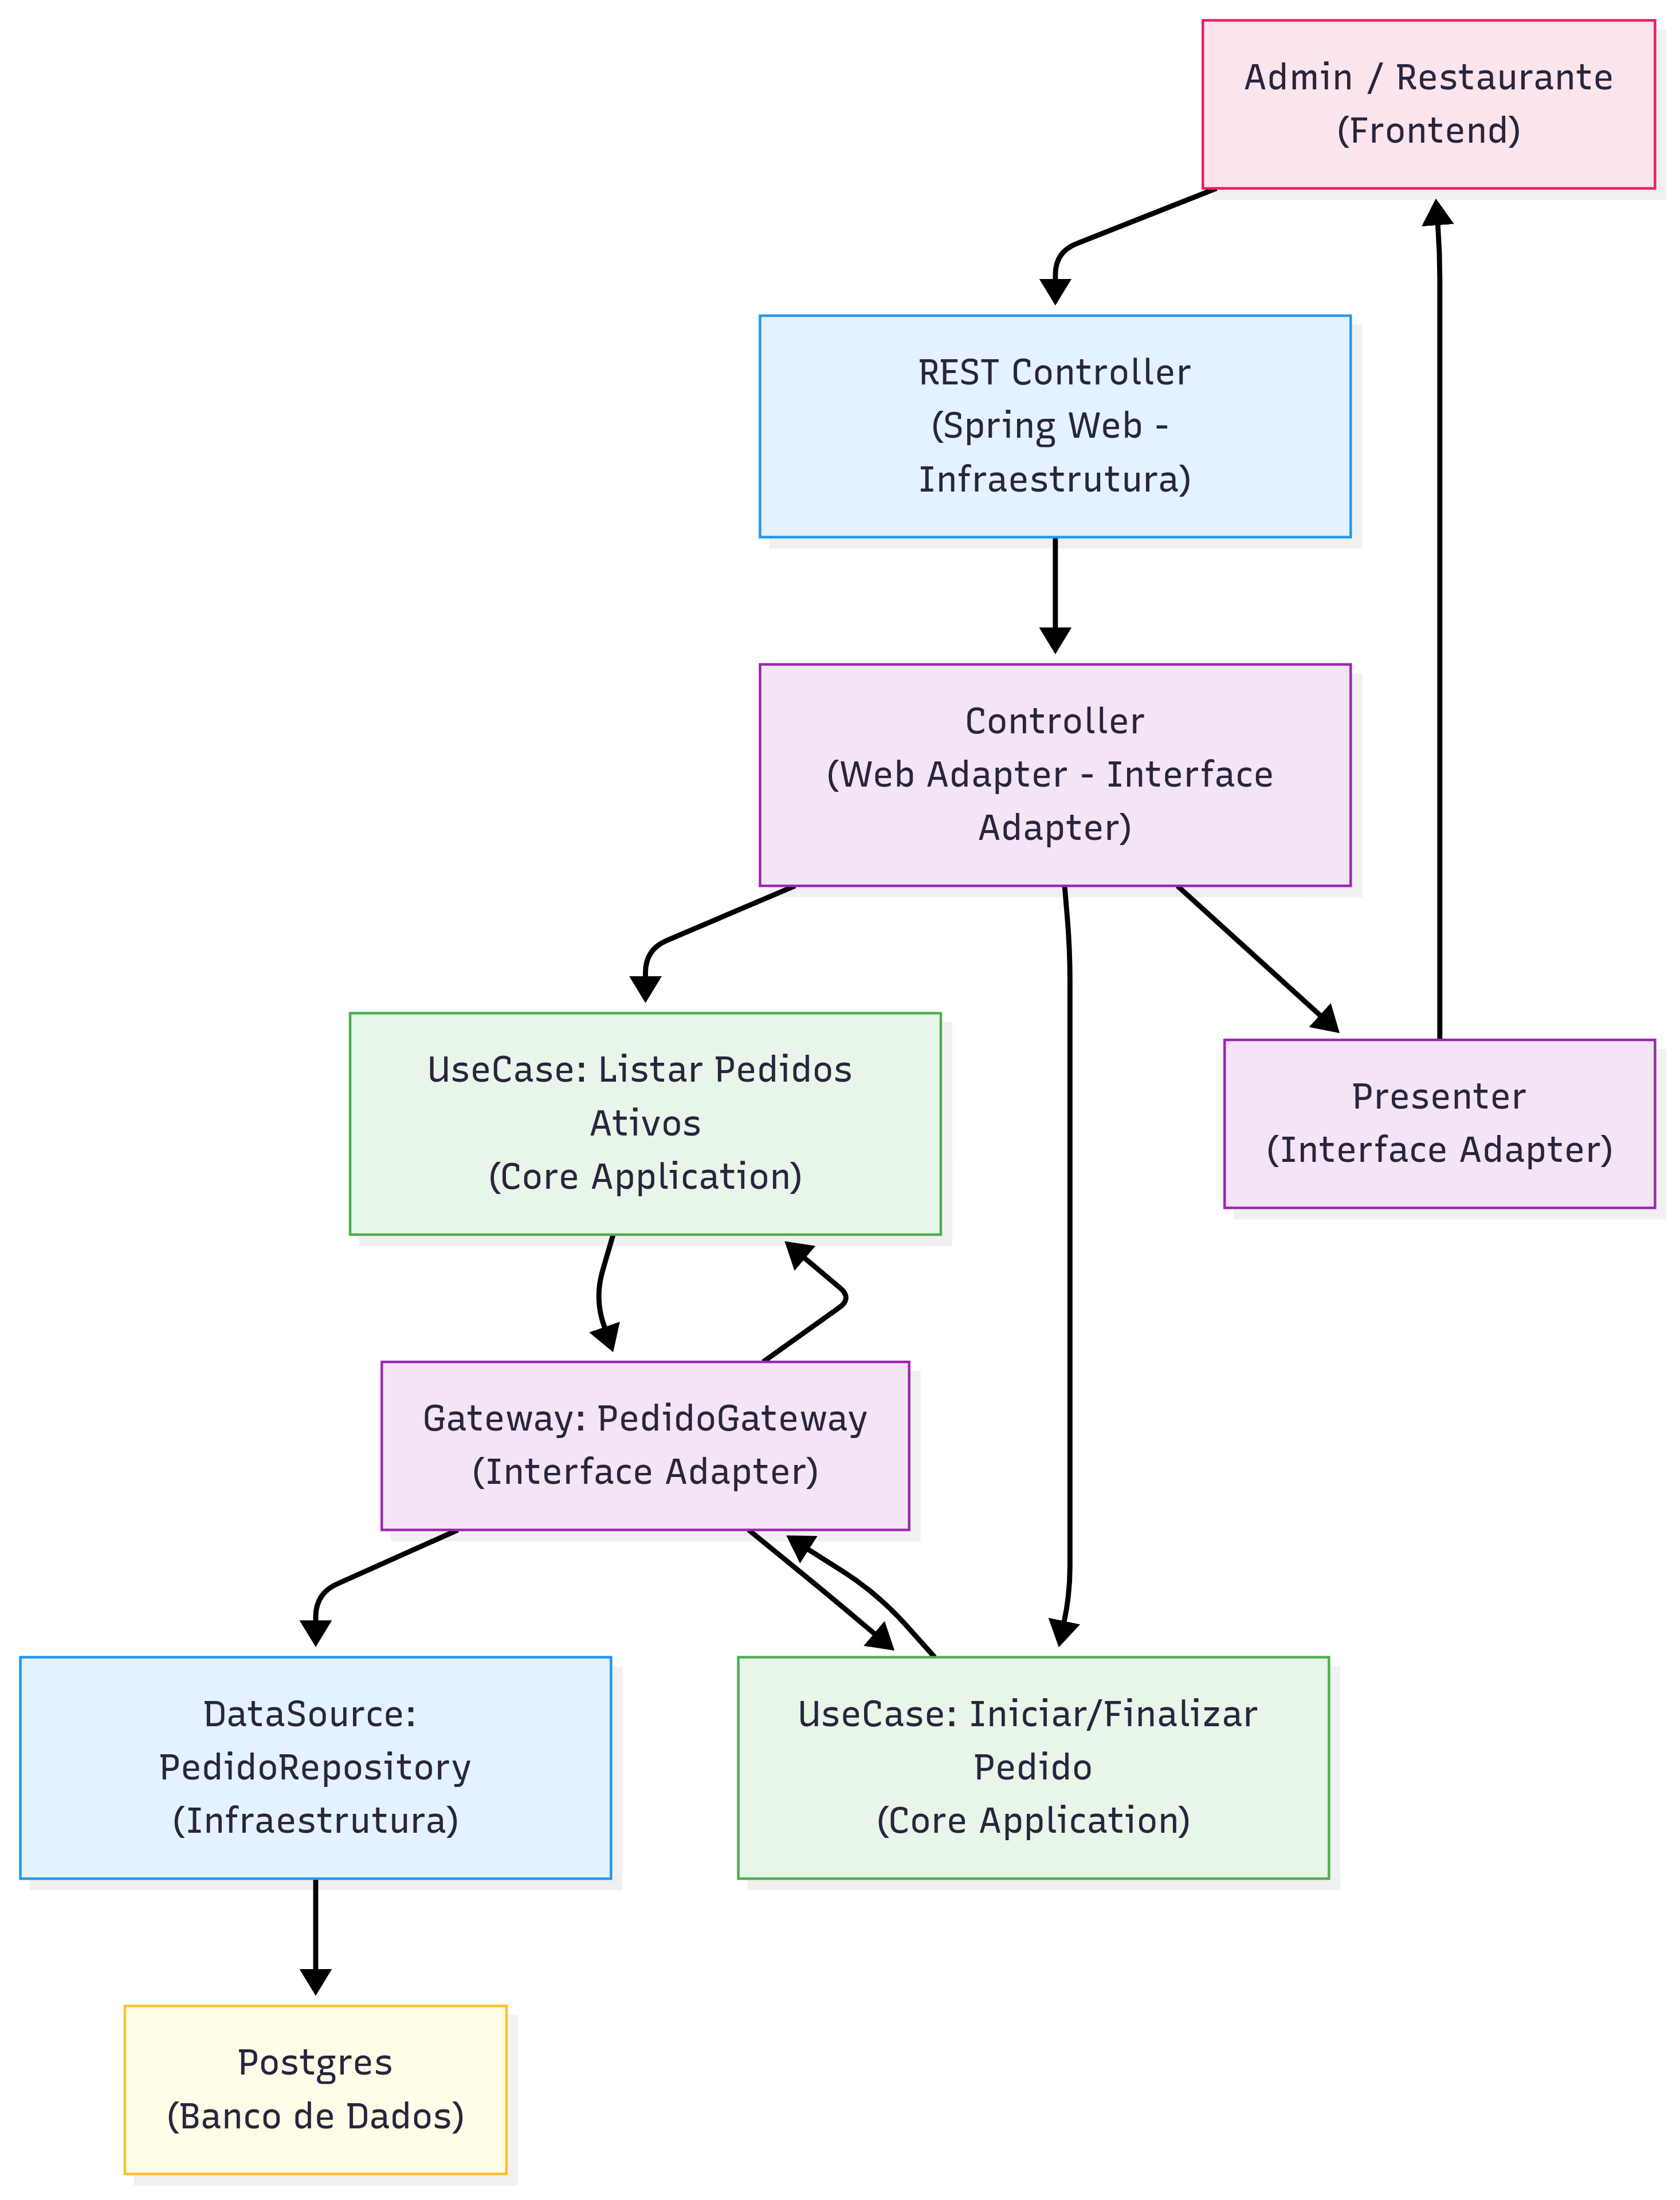 Admin / Restaurante
(Frontend)
REST Controller
(Spring Web -
Infraestrutura)
Controller
(Web Adapter - Interface
Adapter)
UseCase: Listar Pedidos
Ativos
(Core Application)
Presenter
(Interface Adapter)
Gateway: PedidoGateway
(Interface Adapter)
DataSource:
PedidoRepository
(Infraestrutura)
UseCase: Iniciar/Finalizar
Pedido
(Core Application)
Postgres
(Banco de Dados)